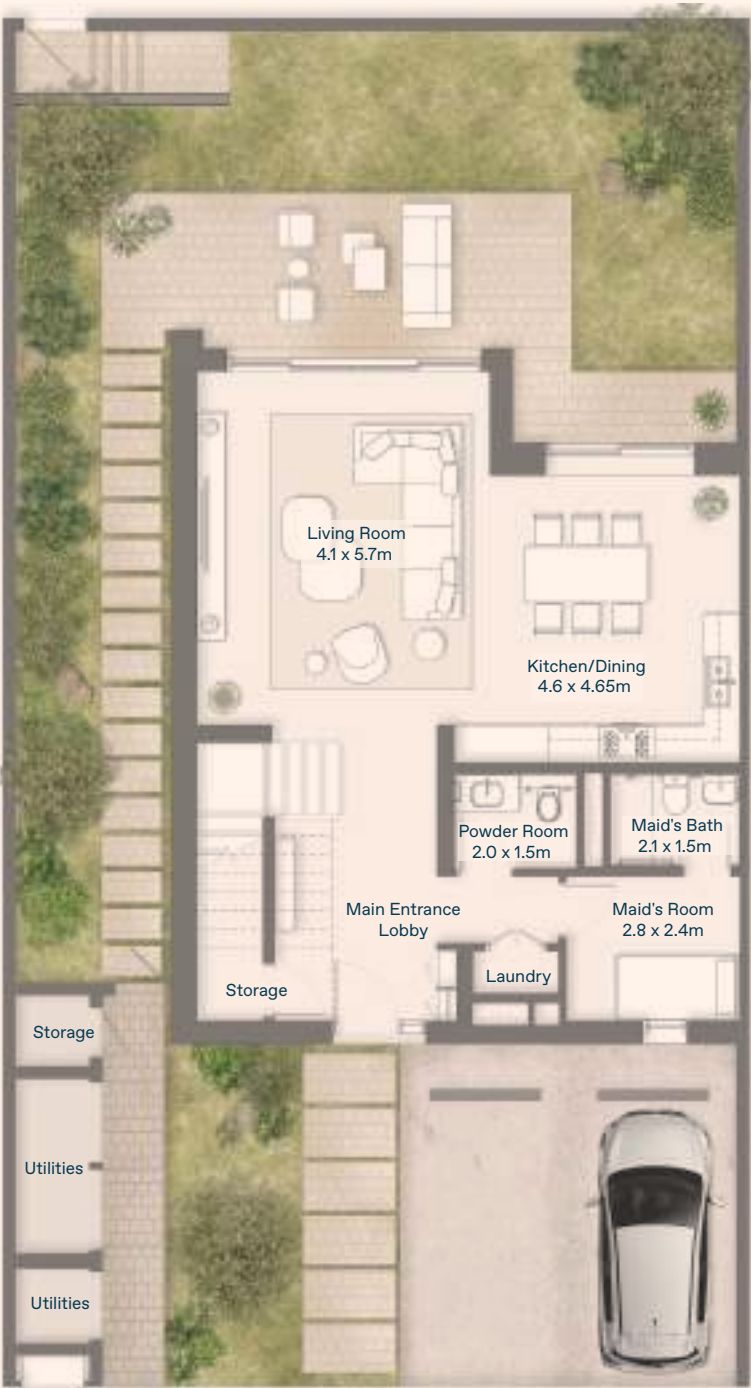 Living Room
4.1 x 5.7m
Kitchen/Dining
4.6 x 4.65m
Powder Room
2.0 x 1.5m
Maid's Bath
2.1 x 1.5m
Main Entrance
Lobby
Maid's Room
2.8 x 2.4m
Laundry
Storage
Storage
Utilities
Utilities